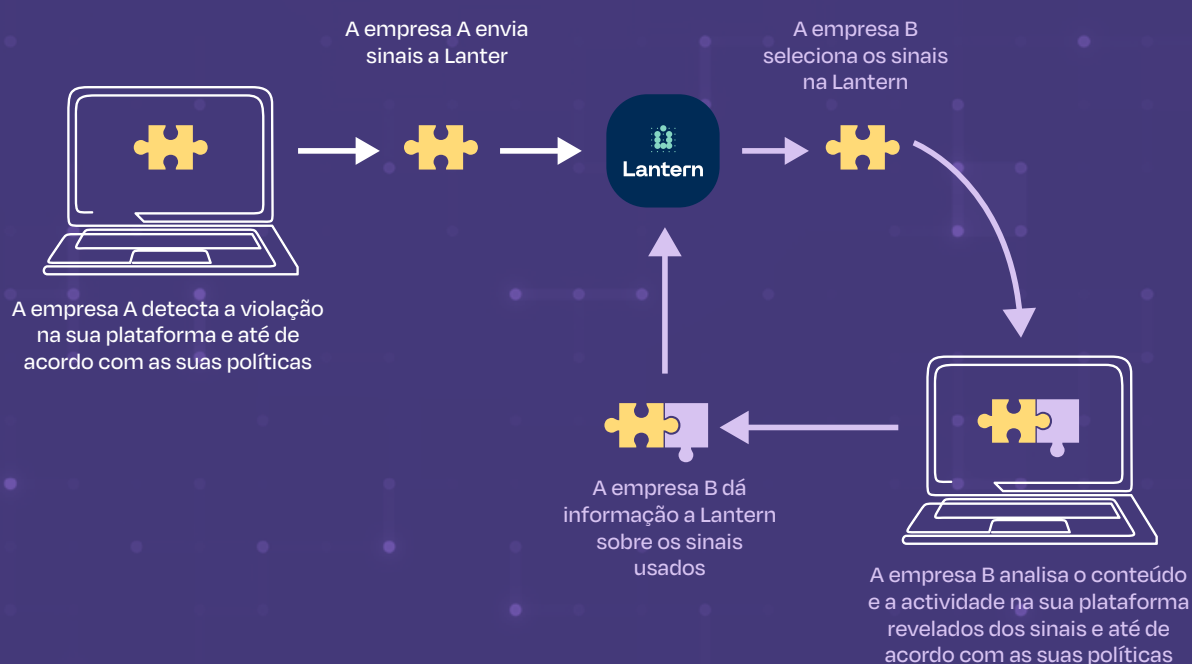 A empresa A envia
sinais a Lanter
A empresa B
seleciona os sinais
na Lantern
Lantern
A empresa A detecta a violação
na sua plataforma e até de
acordo com as suas políticas
A empresa B dá
informação a Lantern
sobre os sinais
usados
A empresa B analisa o conteúdo
e a actividade na sua plataforma
revelados dos sinais e até de
acordo com as suas políticas